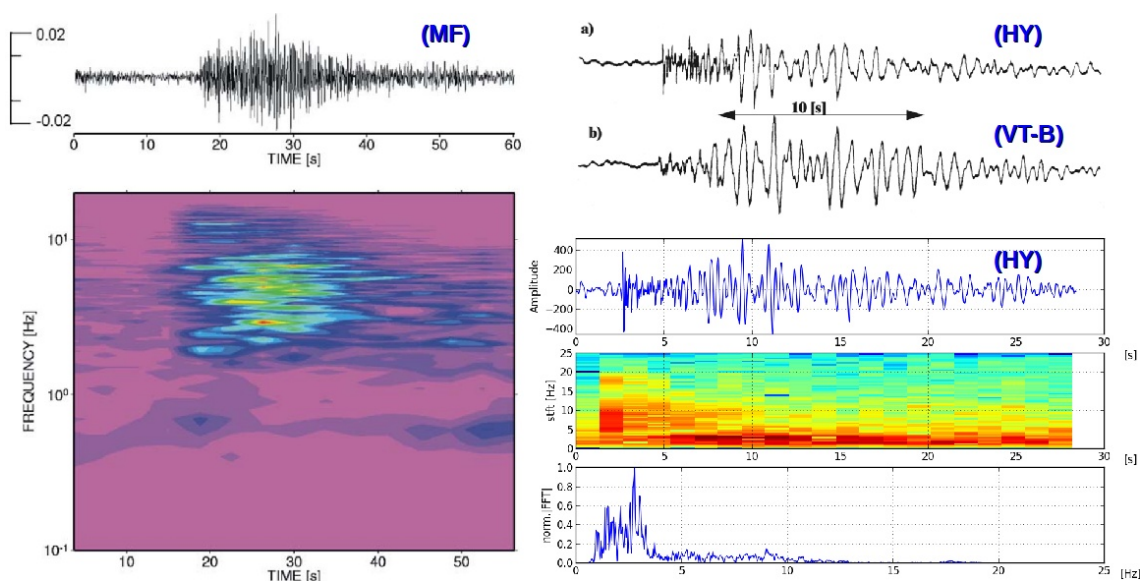 0.02
-0.02
(MF)
0 10 20 30 40 50 60
TIME [s]
FREQUENCY [Hz]
10¹
10⁰
10⁻¹
10 20 30 40 50
TIME [s]
a)
(HY)
10 [s]
b)
(VT-B)
(HY)
Amplitude
400
200
0
−200
−400
0 5 10 15 20 25 30
[s]
stft [Hz]
25
20
15
10
5
0
0 5 10 15 20 25 30
[s]
norm.|FFT|
1.0
0.8
0.6
0.4
0.2
0.0
0 5 10 15 20 25
[Hz]